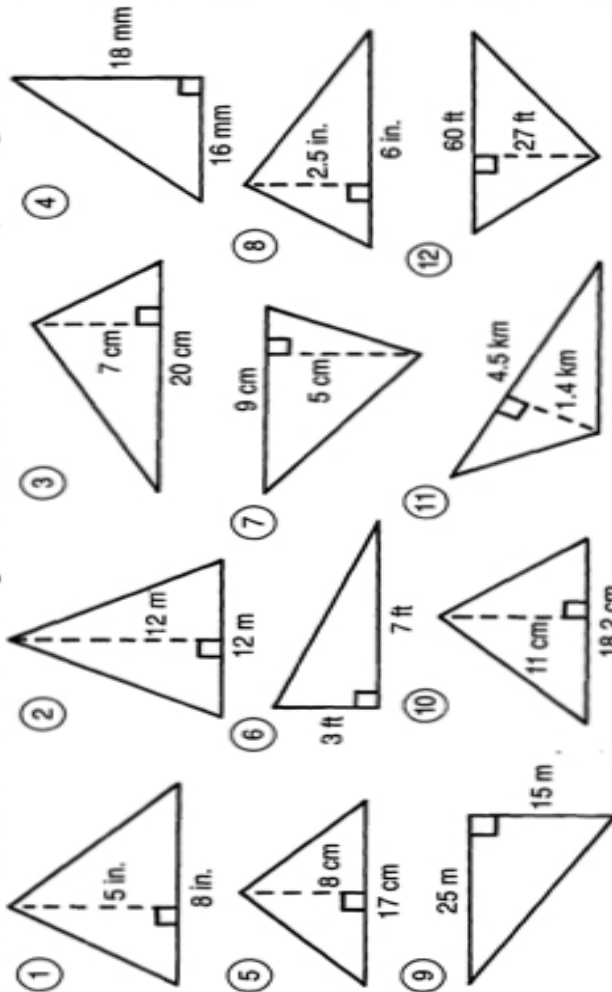 1
5 in.
8 in.
2
12 m
12 m
3
7 cm
20 cm
4
18 mm
16 mm
5
8 cm
17 cm
6
3 ft
7 ft
7
9 cm
5 cm
8
2.5 in.
6 in.
9
25 m
15 m
10
11 cm
18.2 cm
11
4.5 km
1.4 km
12
60 ft
27 ft